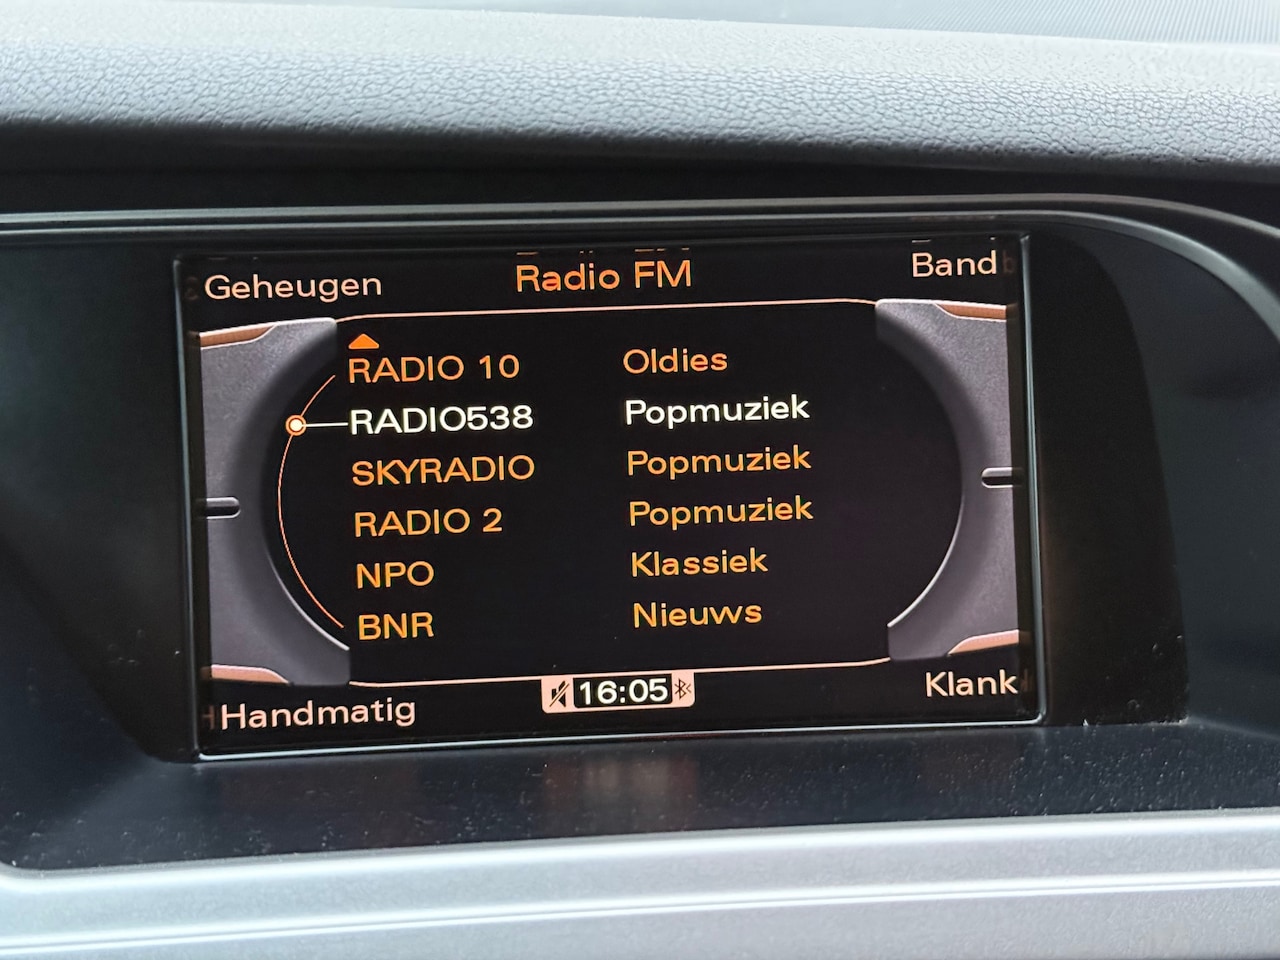 Geheugen Radio FM Band
RADIO 10 Oldies
RADIO538 Popmuziek
SKYRADIO Popmuziek
RADIO 2 Popmuziek
NPO Klassiek
BNR Nieuws
Handmatig 16:05 Klank